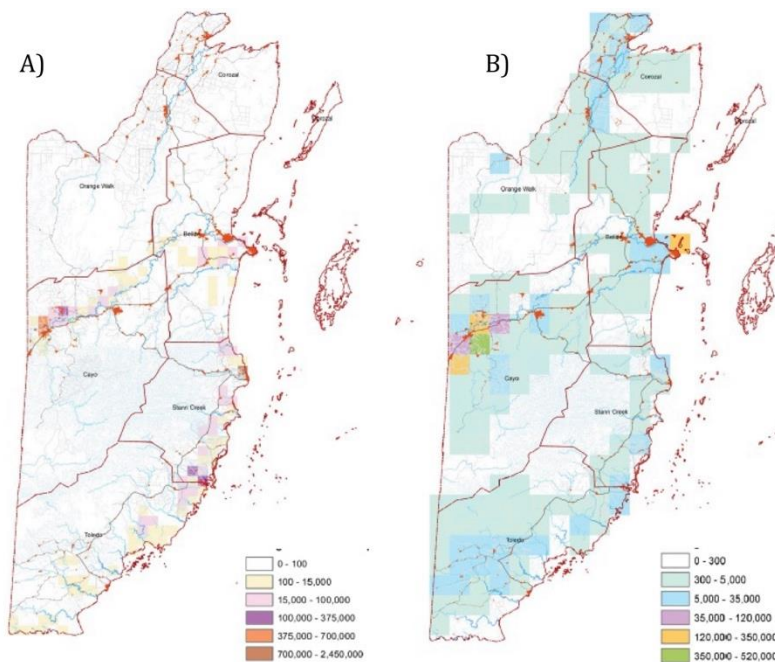 A)
Corozal
Corozal
Orange Walk
Belize
Cayo
Stann Creek
Toledo
0 - 100
100 - 15,000
15,000 - 100,000
100,000 - 375,000
375,000 - 700,000
700,000 - 2,450,000
B)
Corozal
Corozal
Orange Walk
Belize
Cayo
Stann Creek
Toledo
0 - 300
300 - 5,000
5,000 - 35,000
35,000 - 120,000
120,000 - 350,000
350,000 - 520,000